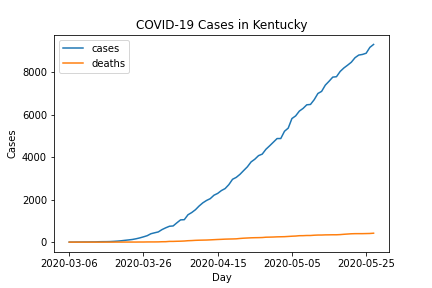 COVID-19 Cases in Kentucky
cases
deaths
8000
6000
4000
2000
0
Cases
2020-03-06 2020-03-26 2020-04-15 2020-05-05 2020-05-25
Day